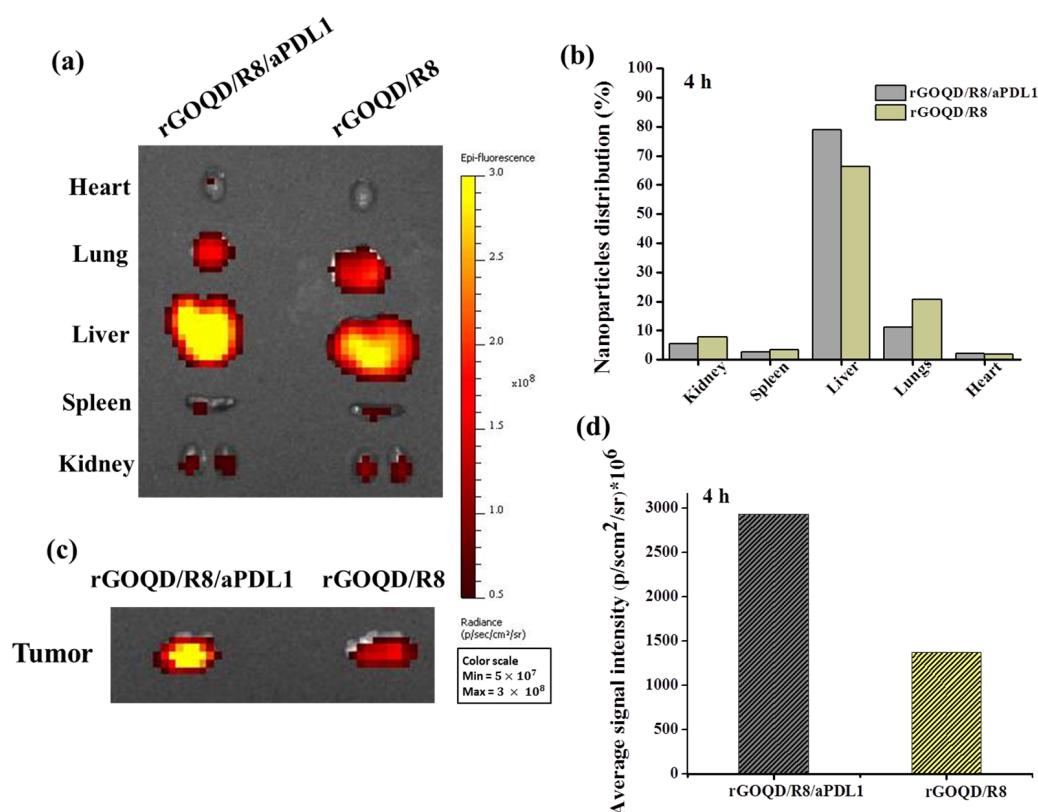 (a)
rGOQD/R8/aPDL1
rGOQD/R8
Heart
Lung
Liver
Spleen
Kidney
Epi-fluorescence
3.0
2.5
2.0
x10⁸
1.5
1.0
0.5
Radiance
(p/sec/cm²/sr)
Color scale
Min = 5 × 10⁷
Max = 3 × 10⁸
(b)
4 h
rGOQD/R8/aPDL1
rGOQD/R8
Nanoparticles distribution (%)
100
90
80
70
60
50
40
30
20
10
0
Kidney
Spleen
Liver
Lungs
Heart
(c)
rGOQD/R8/aPDL1
rGOQD/R8
Tumor
(d)
4 h
Average signal intensity (p/scm²/sr)*10⁶
3000
2500
2000
1500
1000
500
0
rGOQD/R8/aPDL1
rGOQD/R8